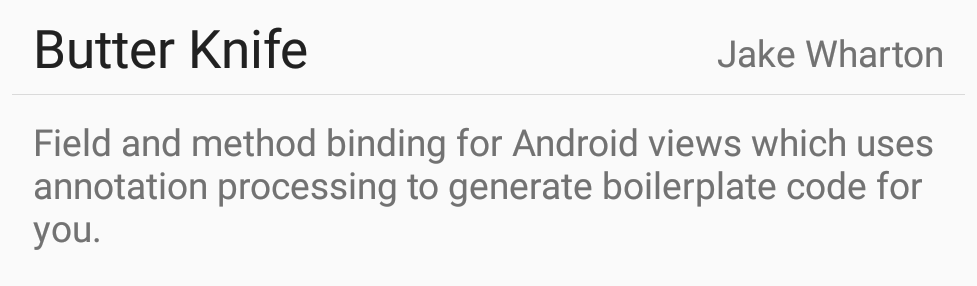 Butter Knife
Jake Wharton
Field and method binding for Android views which uses
annotation processing to generate boilerplate code for
you.